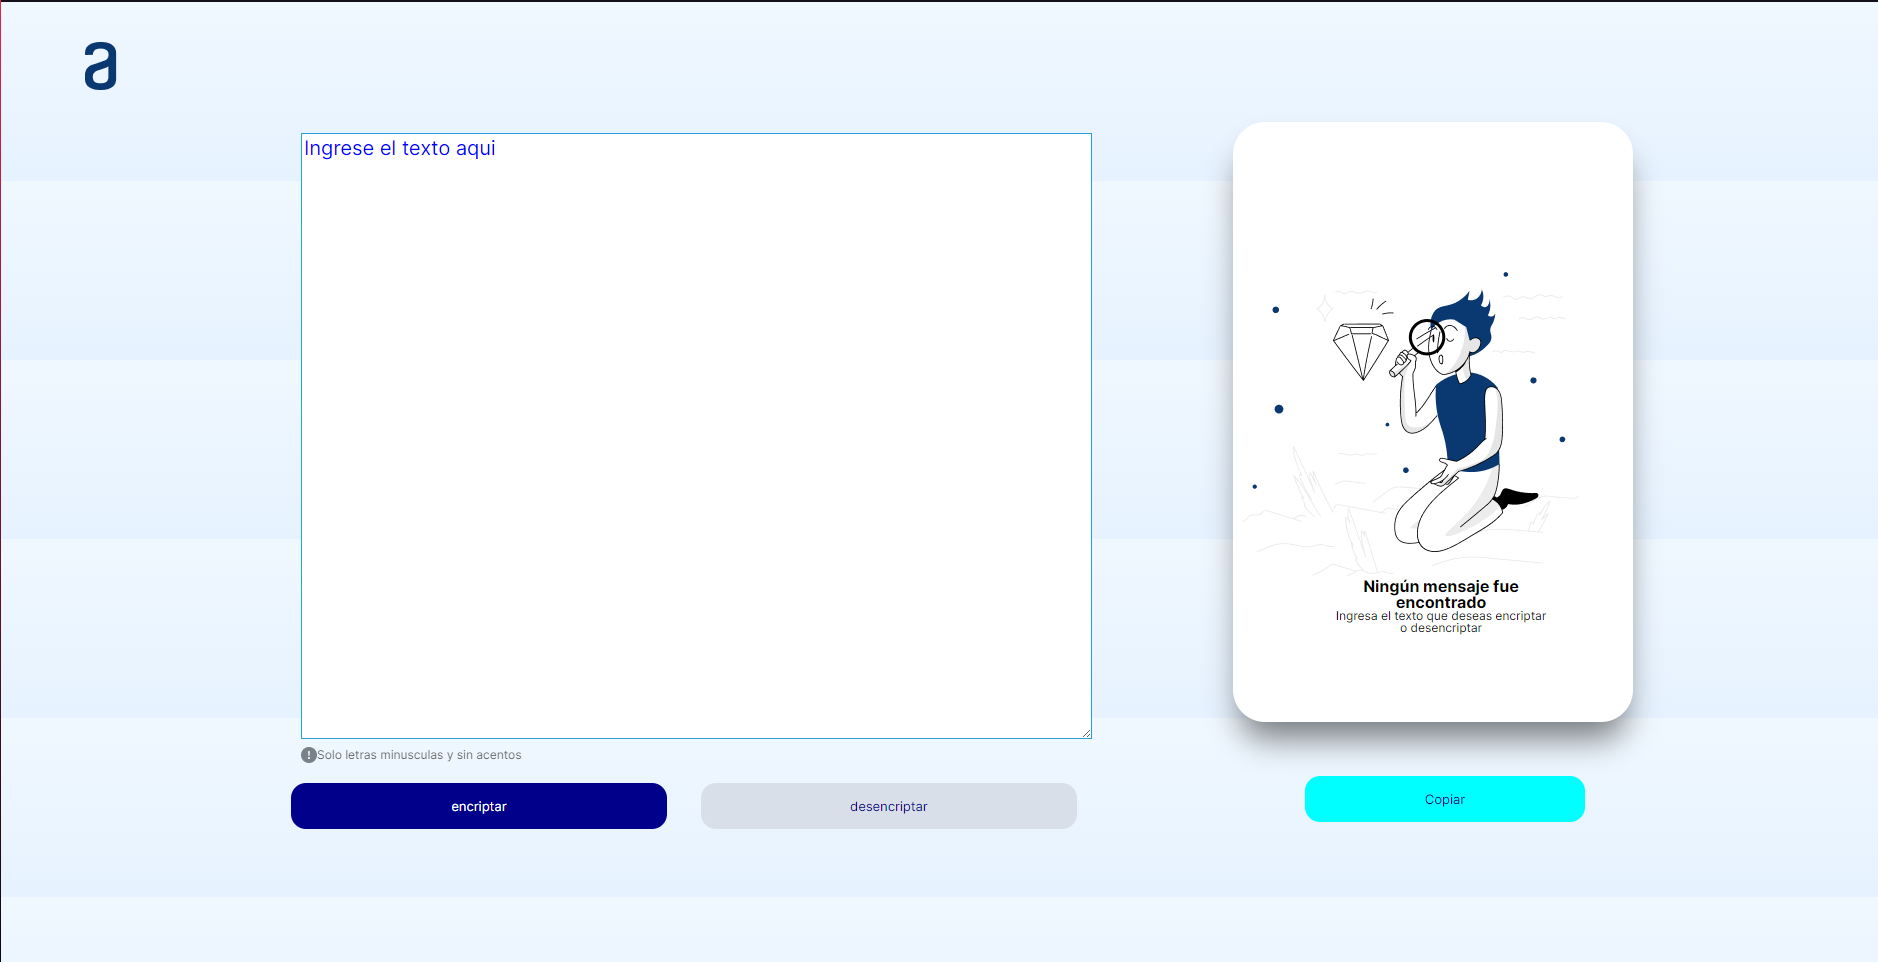 a
Ingrese el texto aqui
Solo letras minusculas y sin acentos
encriptar
desencriptar
Ningún mensaje fue
encontrado
Ingresa el texto que deseas encriptar
o desencriptar
Copiar